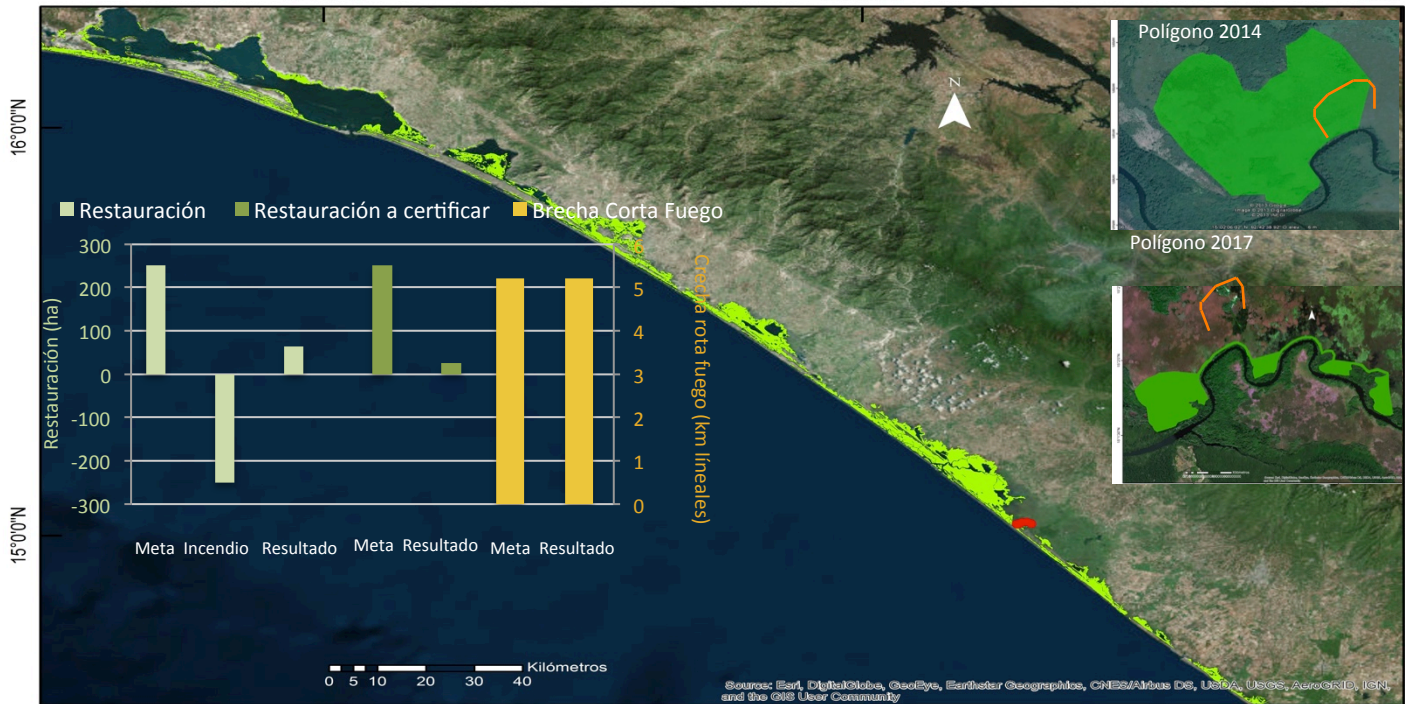 Polígono 2014
N
16°0'0"N
Restauración
Restauración a certificar
Brecha Corta Fuego
Polígono 2017
300
200
100
0
-100
-200
-300
Restauración (ha)
6
5
4
3
2
1
0
Crecha rota fuego (km líneales)
Meta Incendio Resultado Meta Resultado Meta Resultado
15°0'0"N
Kilómetros
0 5 10 20 30 40
Source: Esri, DigitalGlobe, GeoEye, Earthstar Geographics, CNES/Airbus DS, USDA, USGS, AeroGRID, IGN,
and the GIS User Community